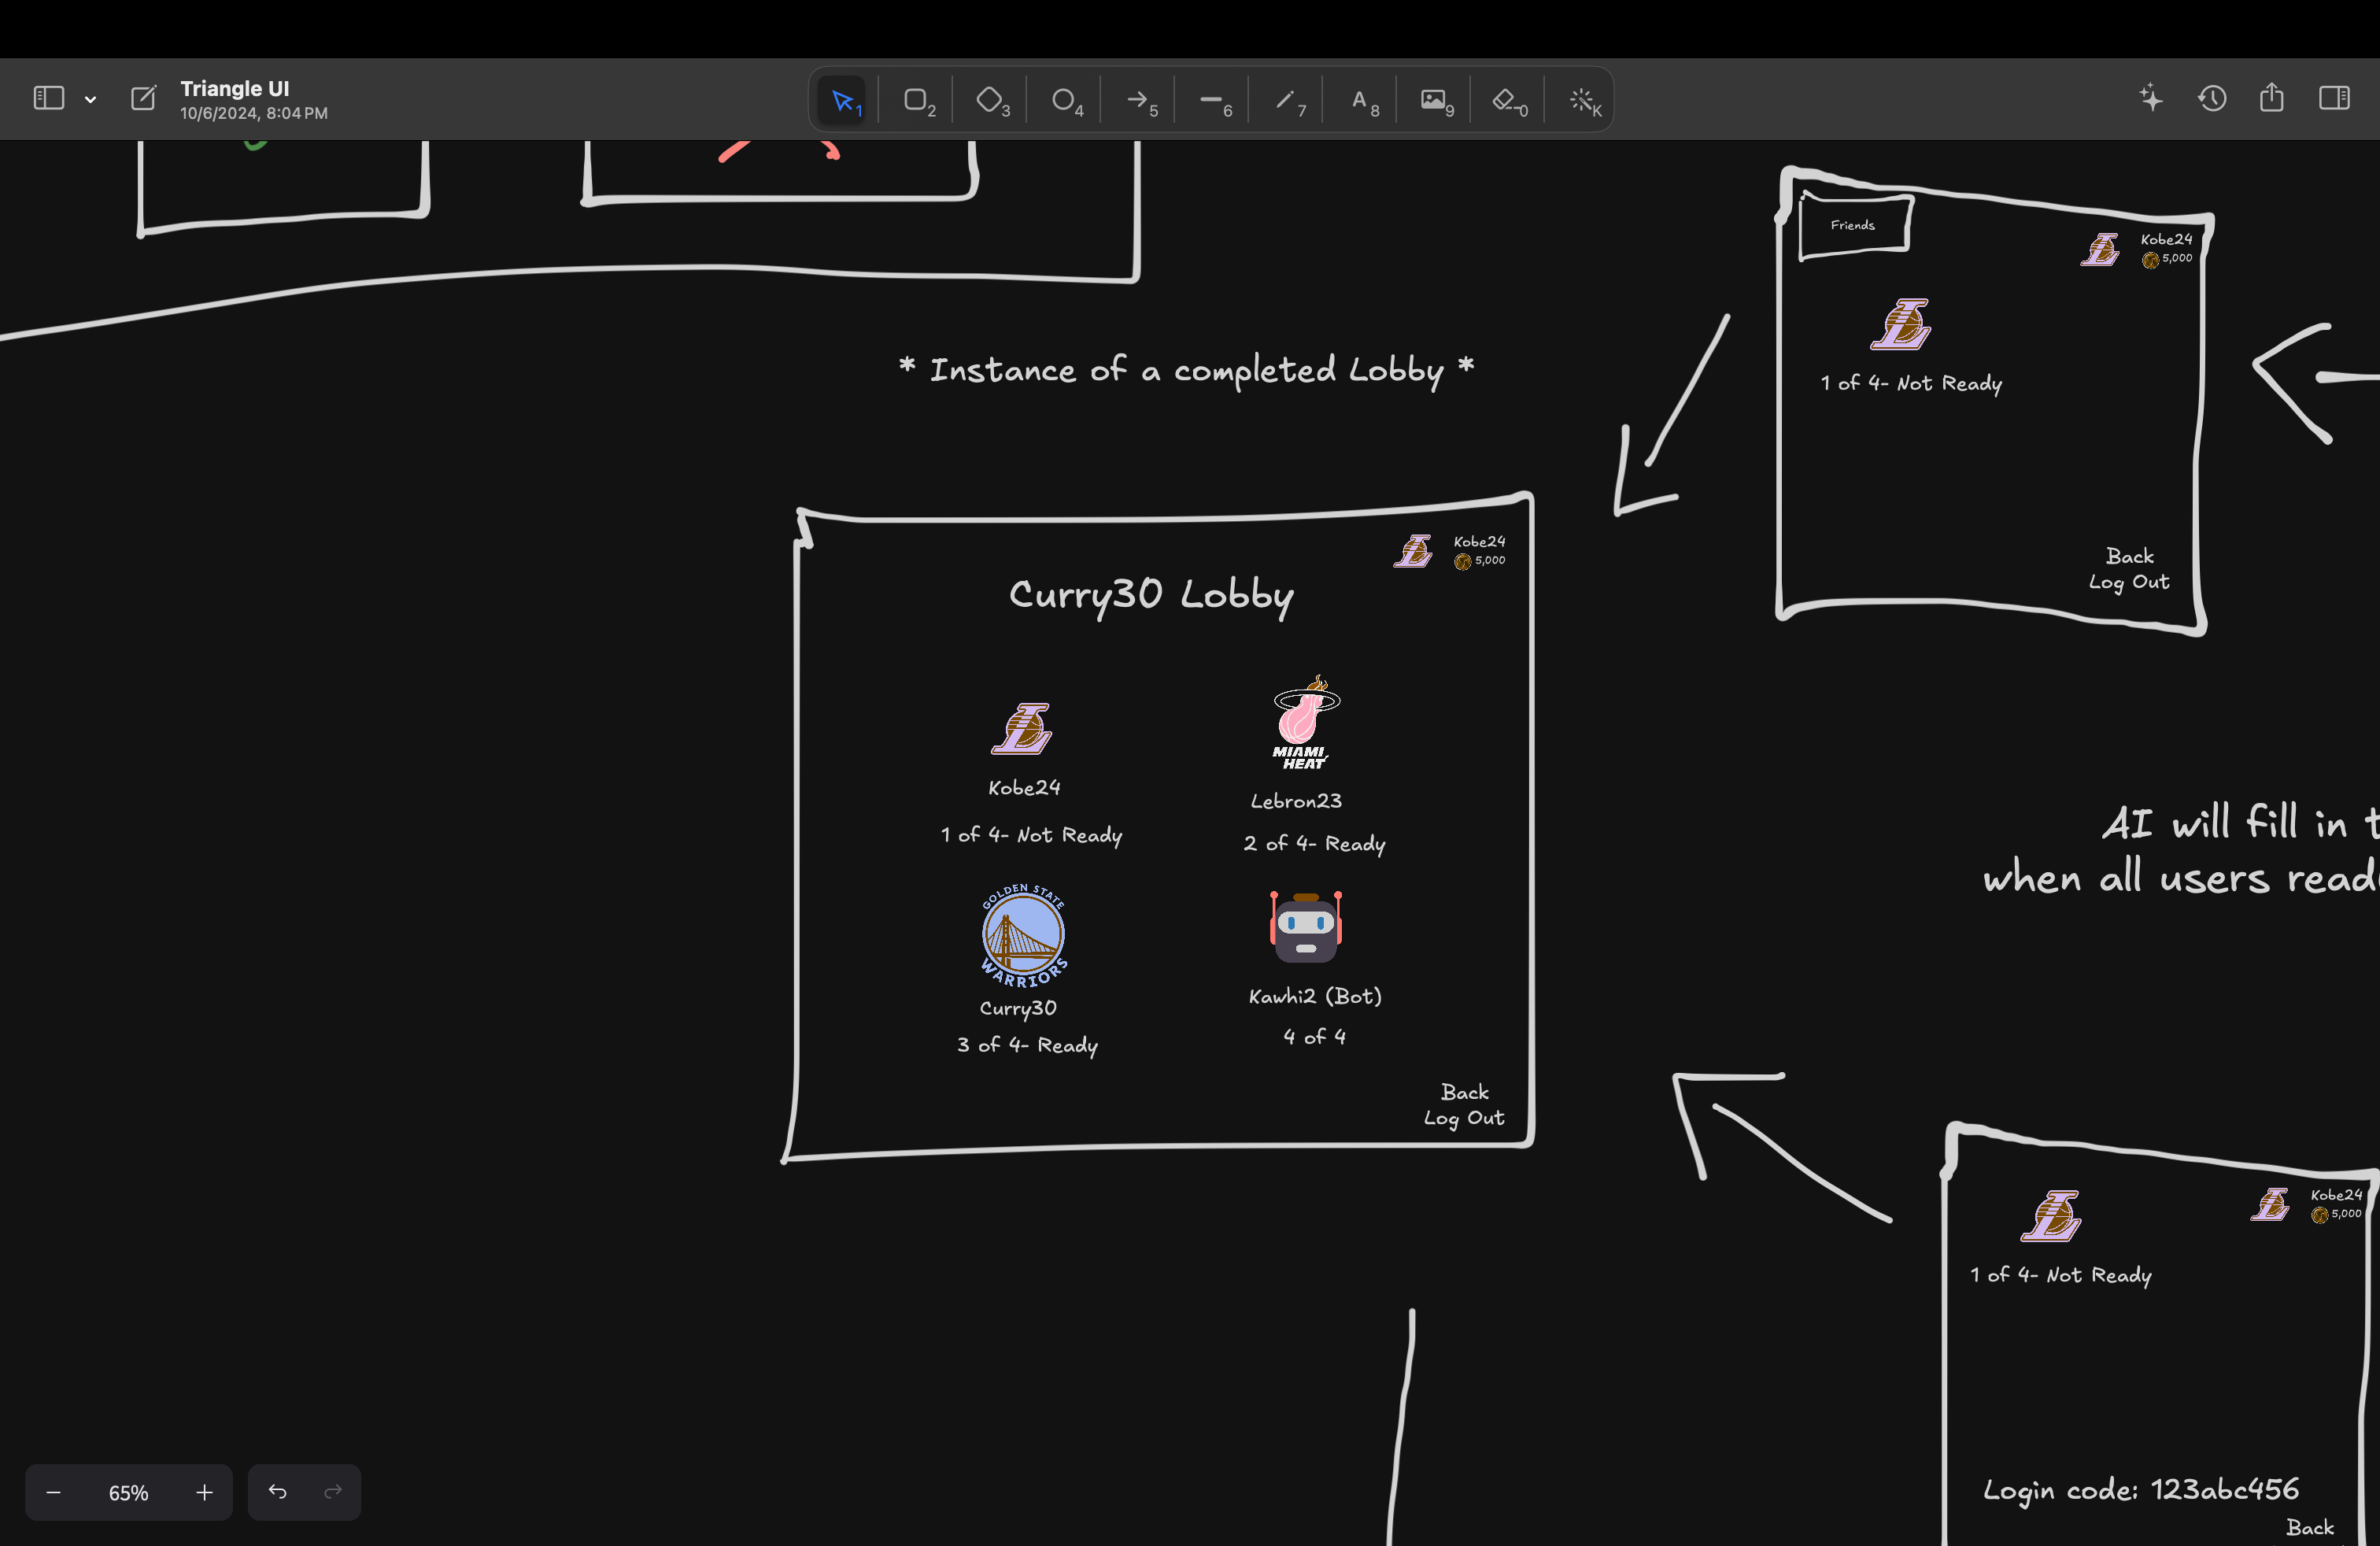 Triangle UI
10/6/2024, 8:04 PM
1
2
3
4
5
6
7
A 8
9
0
K
Friends
Kobe24
5,000
1 of 4- Not Ready
Back
Log Out
* Instance of a completed Lobby *
Kobe24
5,000
Curry30 Lobby
MIAMI
HEAT
Kobe24
Lebron23
1 of 4- Not Ready
2 of 4- Ready
GOLDEN STATE
WARRIORS
Curry30
Kawhi2 (Bot)
3 of 4- Ready
4 of 4
Back
Log Out
AI will fill in
when all users
Kobe24
5,000
1 of 4- Not Ready
Login code: 123abc456
Back
65%